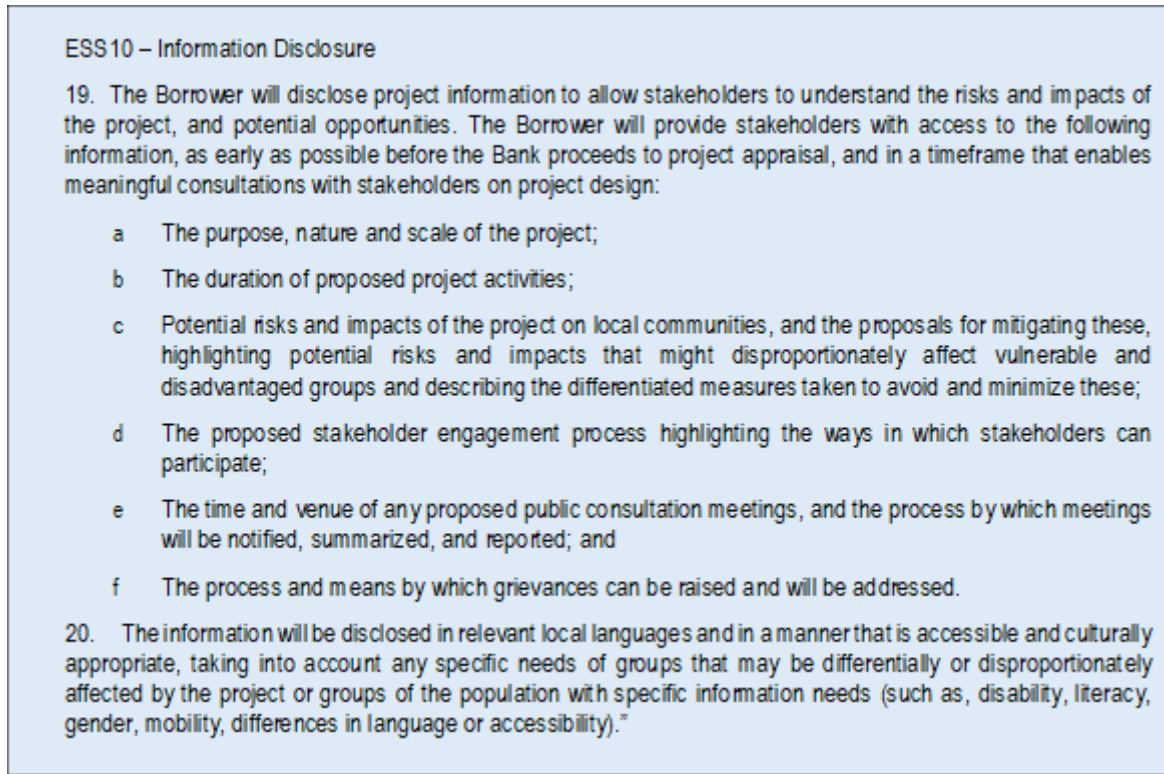 ESS10 – Information Disclosure
19. The Borrower will disclose project information to allow stakeholders to understand the risks and impacts of
the project, and potential opportunities. The Borrower will provide stakeholders with access to the following
information, as early as possible before the Bank proceeds to project appraisal, and in a timeframe that enables
meaningful consultations with stakeholders on project design:
a The purpose, nature and scale of the project;
b The duration of proposed project activities;
c Potential risks and impacts of the project on local communities, and the proposals for mitigating these,
highlighting potential risks and impacts that might disproportionately affect vulnerable and
disadvantaged groups and describing the differentiated measures taken to avoid and minimize these;
d The proposed stakeholder engagement process highlighting the ways in which stakeholders can
participate;
e The time and venue of any proposed public consultation meetings, and the process by which meetings
will be notified, summarized, and reported; and
f The process and means by which grievances can be raised and will be addressed.
20. The information will be disclosed in relevant local languages and in a manner that is accessible and culturally
appropriate, taking into account any specific needs of groups that may be differentially or disproportionately
affected by the project or groups of the population with specific information needs (such as, disability, literacy,
gender, mobility, differences in language or accessibility).”